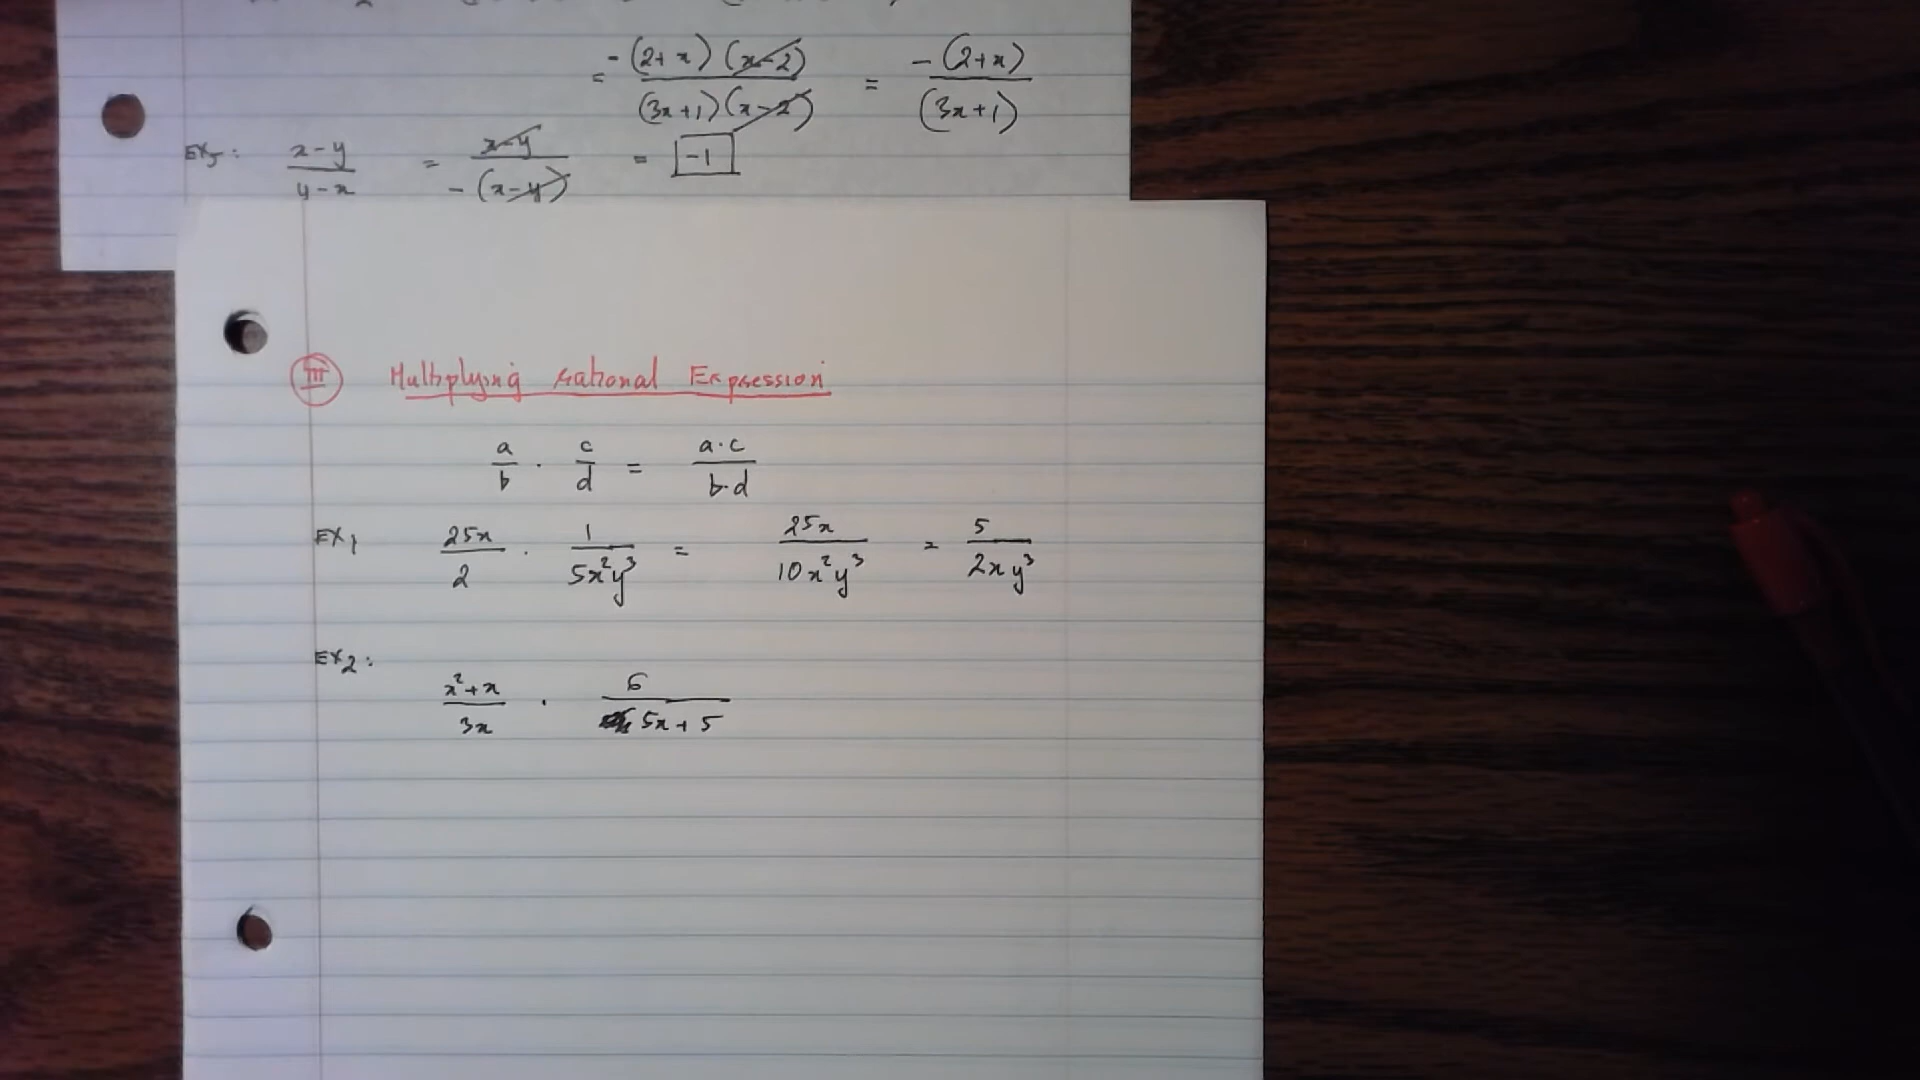 = -(2+x)(x-2) / (3x+1)(x-2) = -(2+x) / (3x+1)
EX5: x-y / y-x = x-y / -(x-y) = -1
III Multiplying rational Expression
a/b · c/d = a·c / b·d
EX1 25x/2 · 1/5x²y³ = 25x / 10x²y³ = 5 / 2xy³
EX2:
x²+x / 3x · 6 / 5x+5